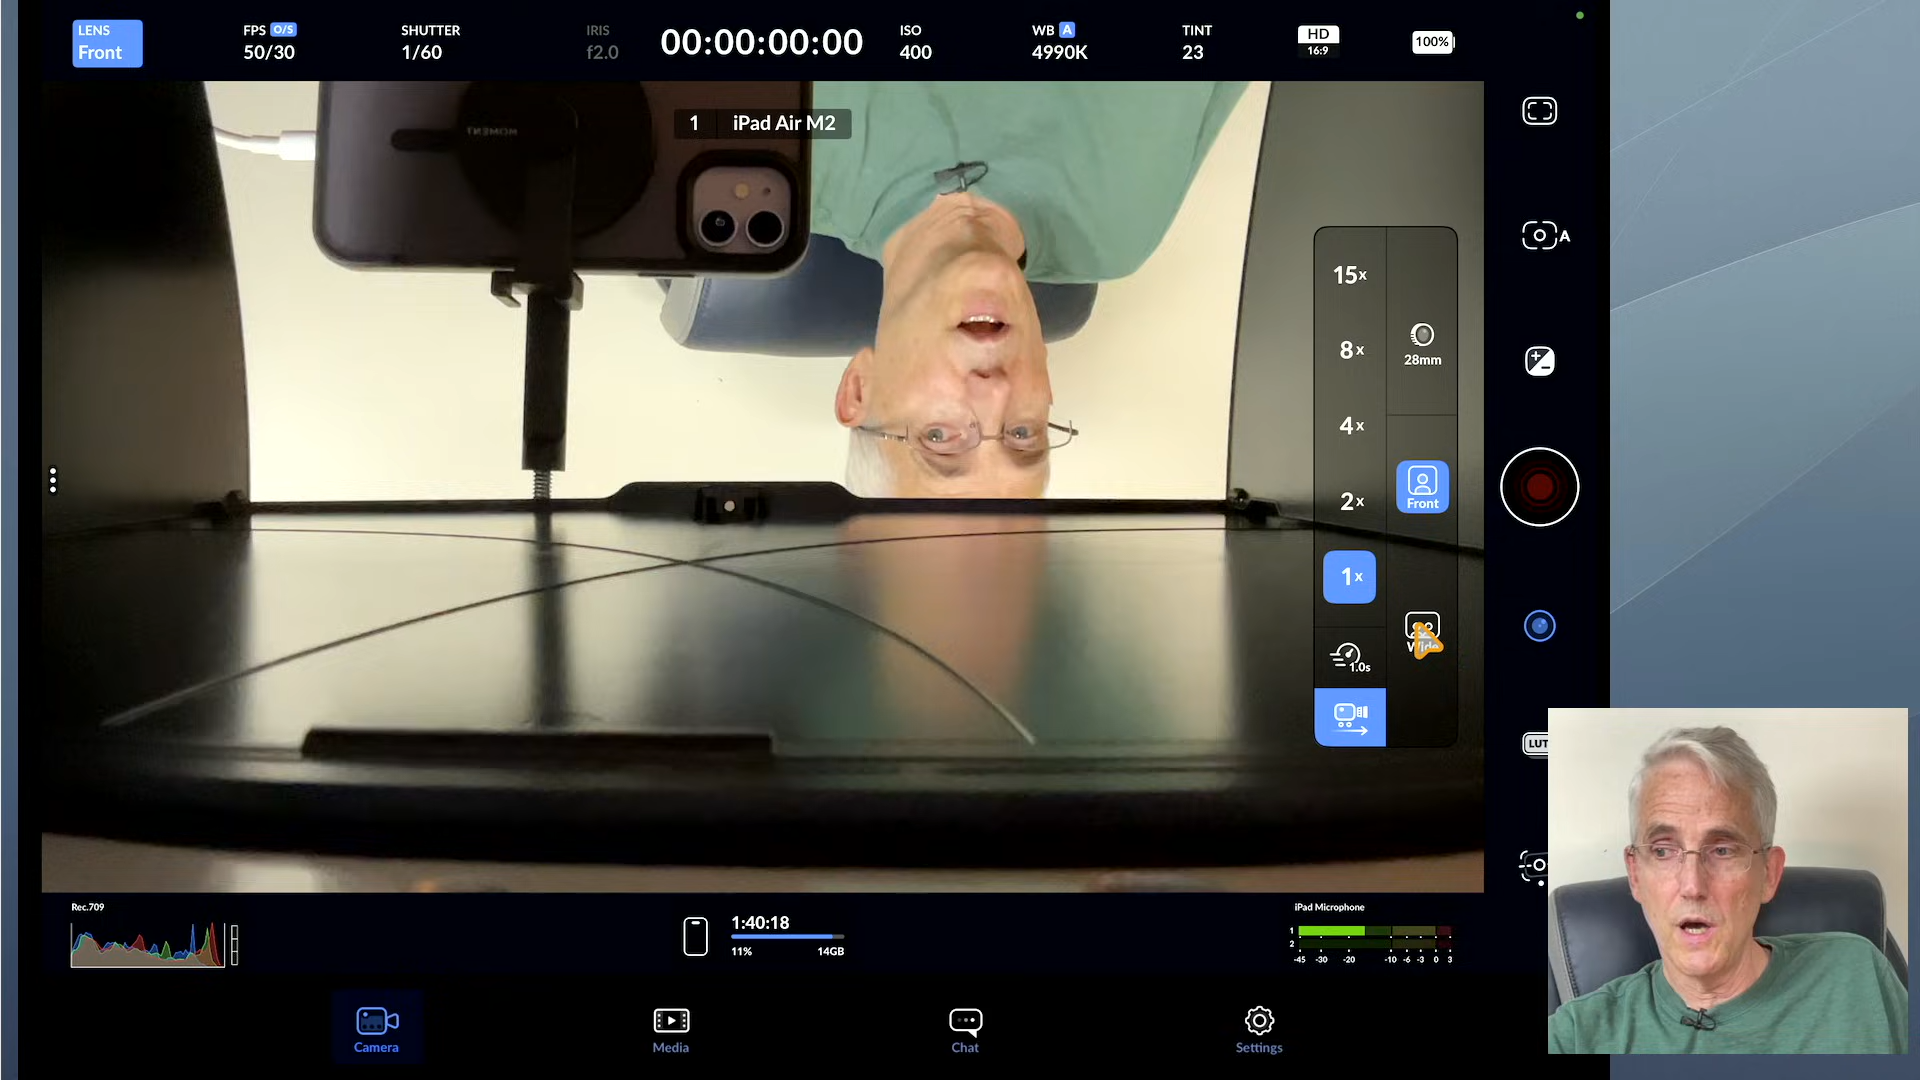 LENS
Front
FPS O/S
50/30
SHUTTER
1/60
IRIS
f2.0
00:00:00:00
ISO
400
WB A
4990K
TINT
23
HD
16:9
100%
1 iPad Air M2
MOMENT
A
15x
8x
4x
2x
1x
1.0s
28mm
Front
Wide
LUT
Rec.709
1:40:18
11% 14GB
iPad Microphone
1
2
-45 -30 -20 -10 -6 -3 0 3
Camera
Media
Chat
Settings